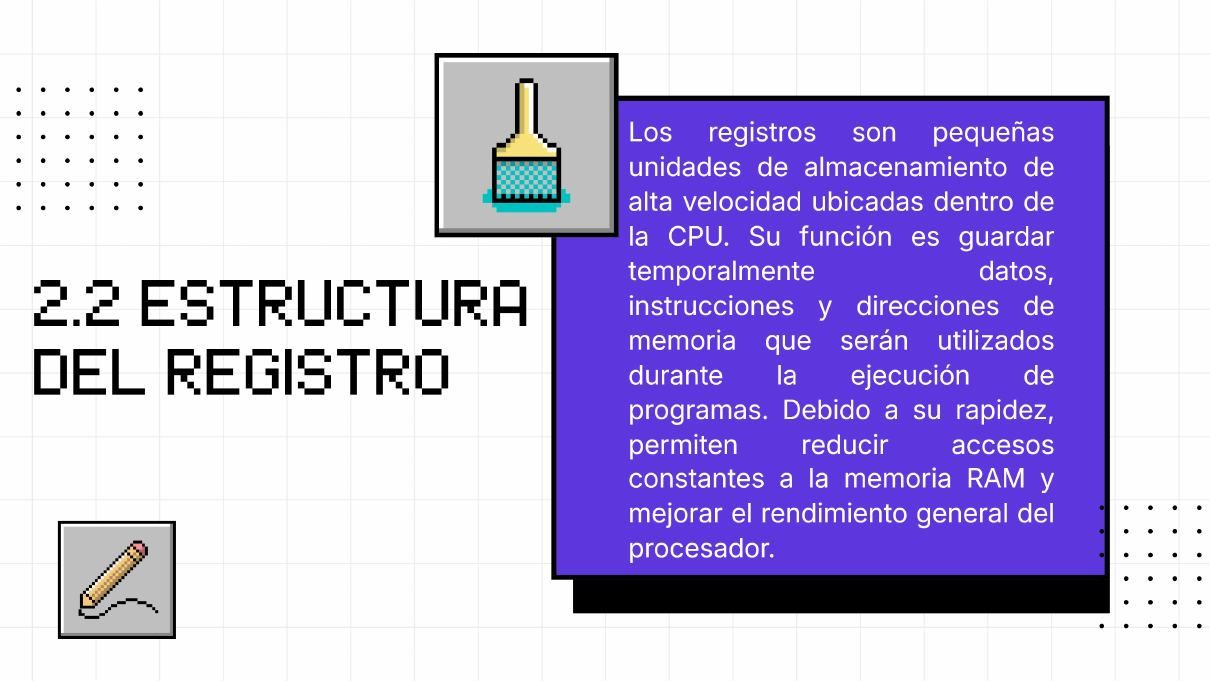 2.2 ESTRUCTURA
DEL REGISTRO
Los registros son pequeñas
unidades de almacenamiento de
alta velocidad ubicadas dentro de
la CPU. Su función es guardar
temporalmente datos,
instrucciones y direcciones de
memoria que serán utilizados
durante la ejecución de
programas. Debido a su rapidez,
permiten reducir accesos
constantes a la memoria RAM y
mejorar el rendimiento general del
procesador.